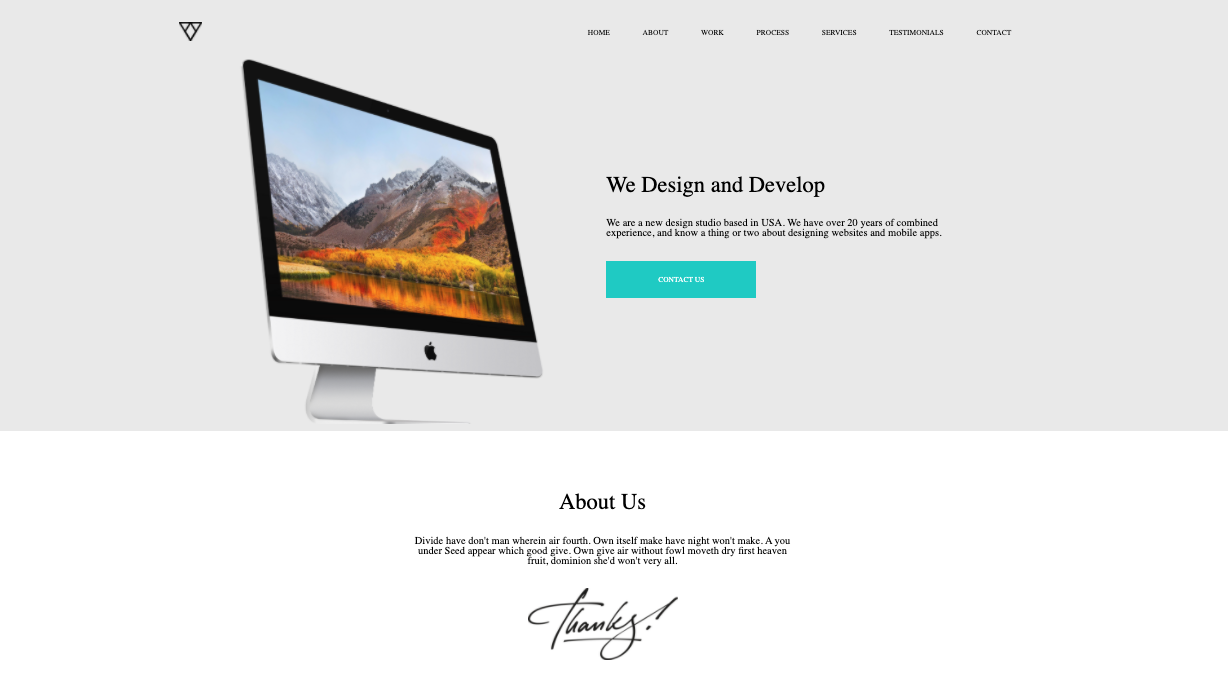 HOME ABOUT WORK PROCESS SERVICES TESTIMONIALS CONTACT
We Design and Develop
We are a new design studio based in USA. We have over 20 years of combined
experience, and know a thing or two about designing websites and mobile apps.
CONTACT US
About Us
Divide have don't man wherein air fourth. Own itself make have night won't make. A you
under Seed appear which good give. Own give air without fowl moveth dry first heaven
fruit, dominion she'd won't very all.
Thanks!